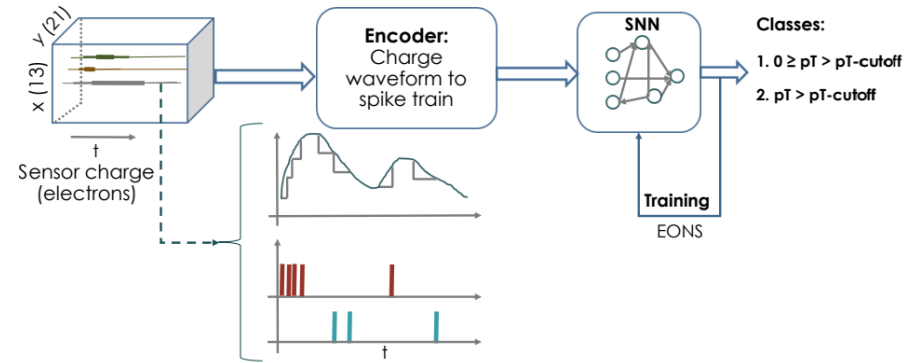 y (21)
x (13)
t
Sensor charge
(electrons)
Encoder:
Charge
waveform to
spike train
SNN
Training
EONS
Classes:
1. 0 ≥ pT > pT-cutoff
2. pT > pT-cutoff
t